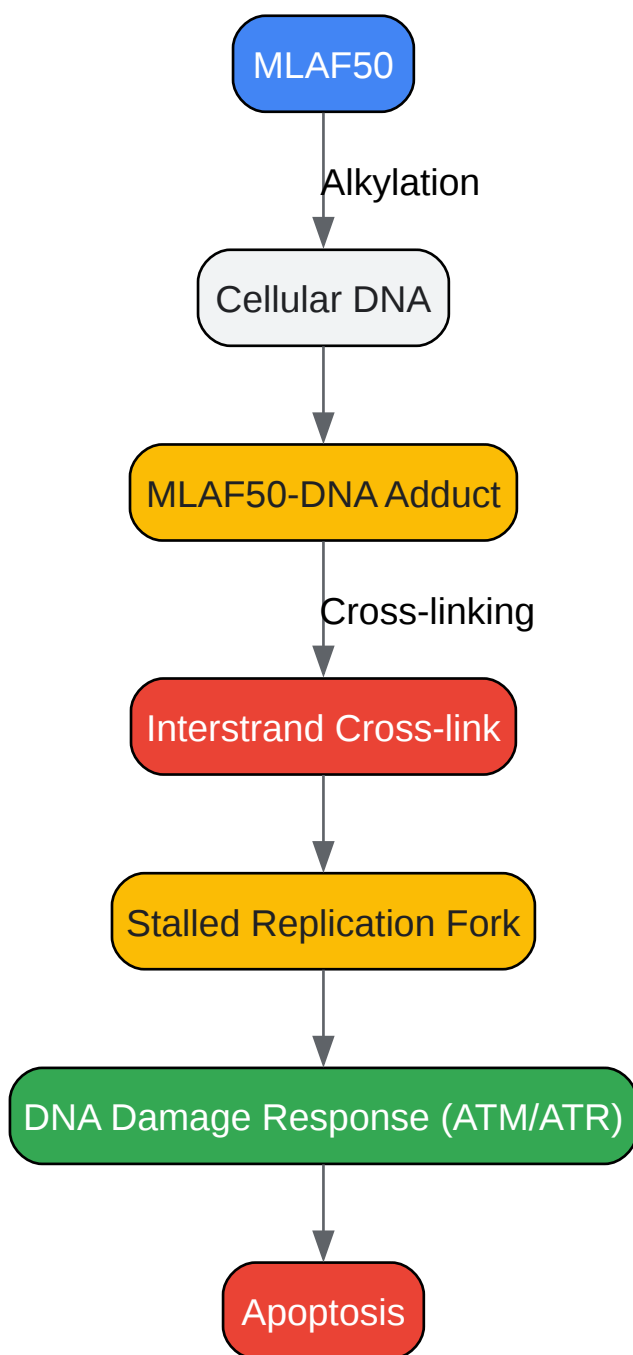 MLAF50
Alkylation
Cellular DNA
MLAF50-DNA Adduct
Cross-linking
Interstrand Cross-link
Stalled Replication Fork
DNA Damage Response (ATM/ATR)
Apoptosis